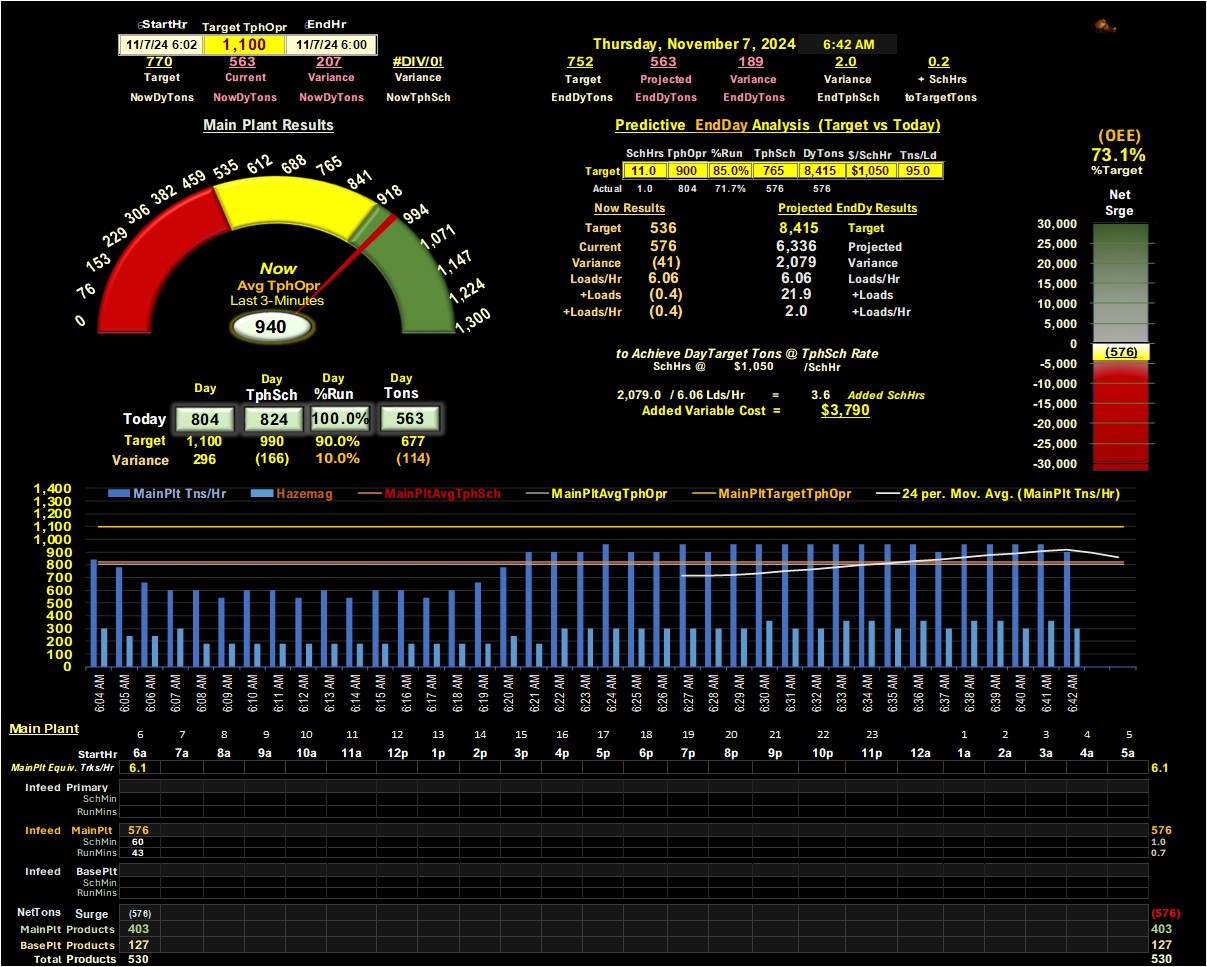 StartHr Target TphOpr EndHr
11/7/24 6:02 1,100 11/7/24 6:00
770 563 207 #DIV/0!
Target Current Variance Variance
NowDyTons NowDyTons NowDyTons NowTphSch
Thursday, November 7, 2024 6:42 AM
752 563 189 2.0 0.2
Target Projected Variance Variance + SchHrs
EndDyTons EndDyTons EndDyTons EndTphSch toTargetTons
Main Plant Results
0 76 153 229 306 382 459 535 612 688 765 841 918 994 1,071 1,147 1,224 1,300
Now
Avg TphOpr
Last 3-Minutes
940
Day Day Day Day
TphSch %Run Tons
Today 804 824 100.0% 563
Target 1,100 990 90.0% 677
Variance 296 (166) 10.0% (114)
Predictive EndDay Analysis (Target vs Today)
SchHrs TphOpr %Run TphSch DyTons $/SchHr Tns/Ld
Target 11.0 900 85.0% 765 8,415 $1,050 95.0
Actual 1.0 804 71.7% 576 576
Now Results Projected EndDy Results
Target 536 8,415 Target
Current 576 6,336 Projected
Variance (41) 2,079 Variance
Loads/Hr 6.06 6.06 Loads/Hr
+Loads (0.4) 21.9 +Loads
+Loads/Hr (0.4) 2.0 +Loads/Hr
to Achieve DayTarget Tons @ TphSch Rate
SchHrs @ $1,050 /SchHr
2,079.0 / 6.06 Lds/Hr = 3.6 Added SchHrs
Added Variable Cost = $3,790
(OEE)
73.1%
%Target
Net
Srge
30,000
25,000
20,000
15,000
10,000
5,000
0
(576)
-5,000
-10,000
-15,000
-20,000
-25,000
-30,000
MainPlt Tns/Hr Hazemag MainPltAvgTphSch MainPltAvgTphOpr MainPltTargetTphOpr 24 per. Mov. Avg. (MainPlt Tns/Hr)
1,400
1,300
1,200
1,100
1,000
900
800
700
600
500
400
300
200
100
0
6:04 AM 6:05 AM 6:06 AM 6:07 AM 6:08 AM 6:09 AM 6:10 AM 6:11 AM 6:12 AM 6:13 AM 6:14 AM 6:15 AM 6:16 AM 6:17 AM 6:18 AM 6:19 AM 6:20 AM 6:21 AM 6:22 AM 6:23 AM 6:24 AM 6:25 AM 6:26 AM 6:27 AM 6:28 AM 6:29 AM 6:30 AM 6:31 AM 6:32 AM 6:33 AM 6:34 AM 6:35 AM 6:36 AM 6:37 AM 6:38 AM 6:39 AM 6:40 AM 6:41 AM 6:42 AM
Main Plant
6 7 8 9 10 11 12 13 14 15 16 17 18 19 20 21 22 23 1 2 3 4 5
StartHr 6a 7a 8a 9a 10a 11a 12p 1p 2p 3p 4p 5p 6p 7p 8p 9p 10p 11p 12a 1a 2a 3a 4a 5a
MainPlt Equiv. Trks/Hr 6.1 6.1
Infeed Primary
SchMin
RunMins
Infeed MainPlt 576 576
SchMin 60 1.0
RunMins 43 0.7
Infeed BasePlt
SchMin
RunMins
NetTons Surge (576) (576)
MainPlt Products 403 403
BasePlt Products 127 127
Total Products 530 530